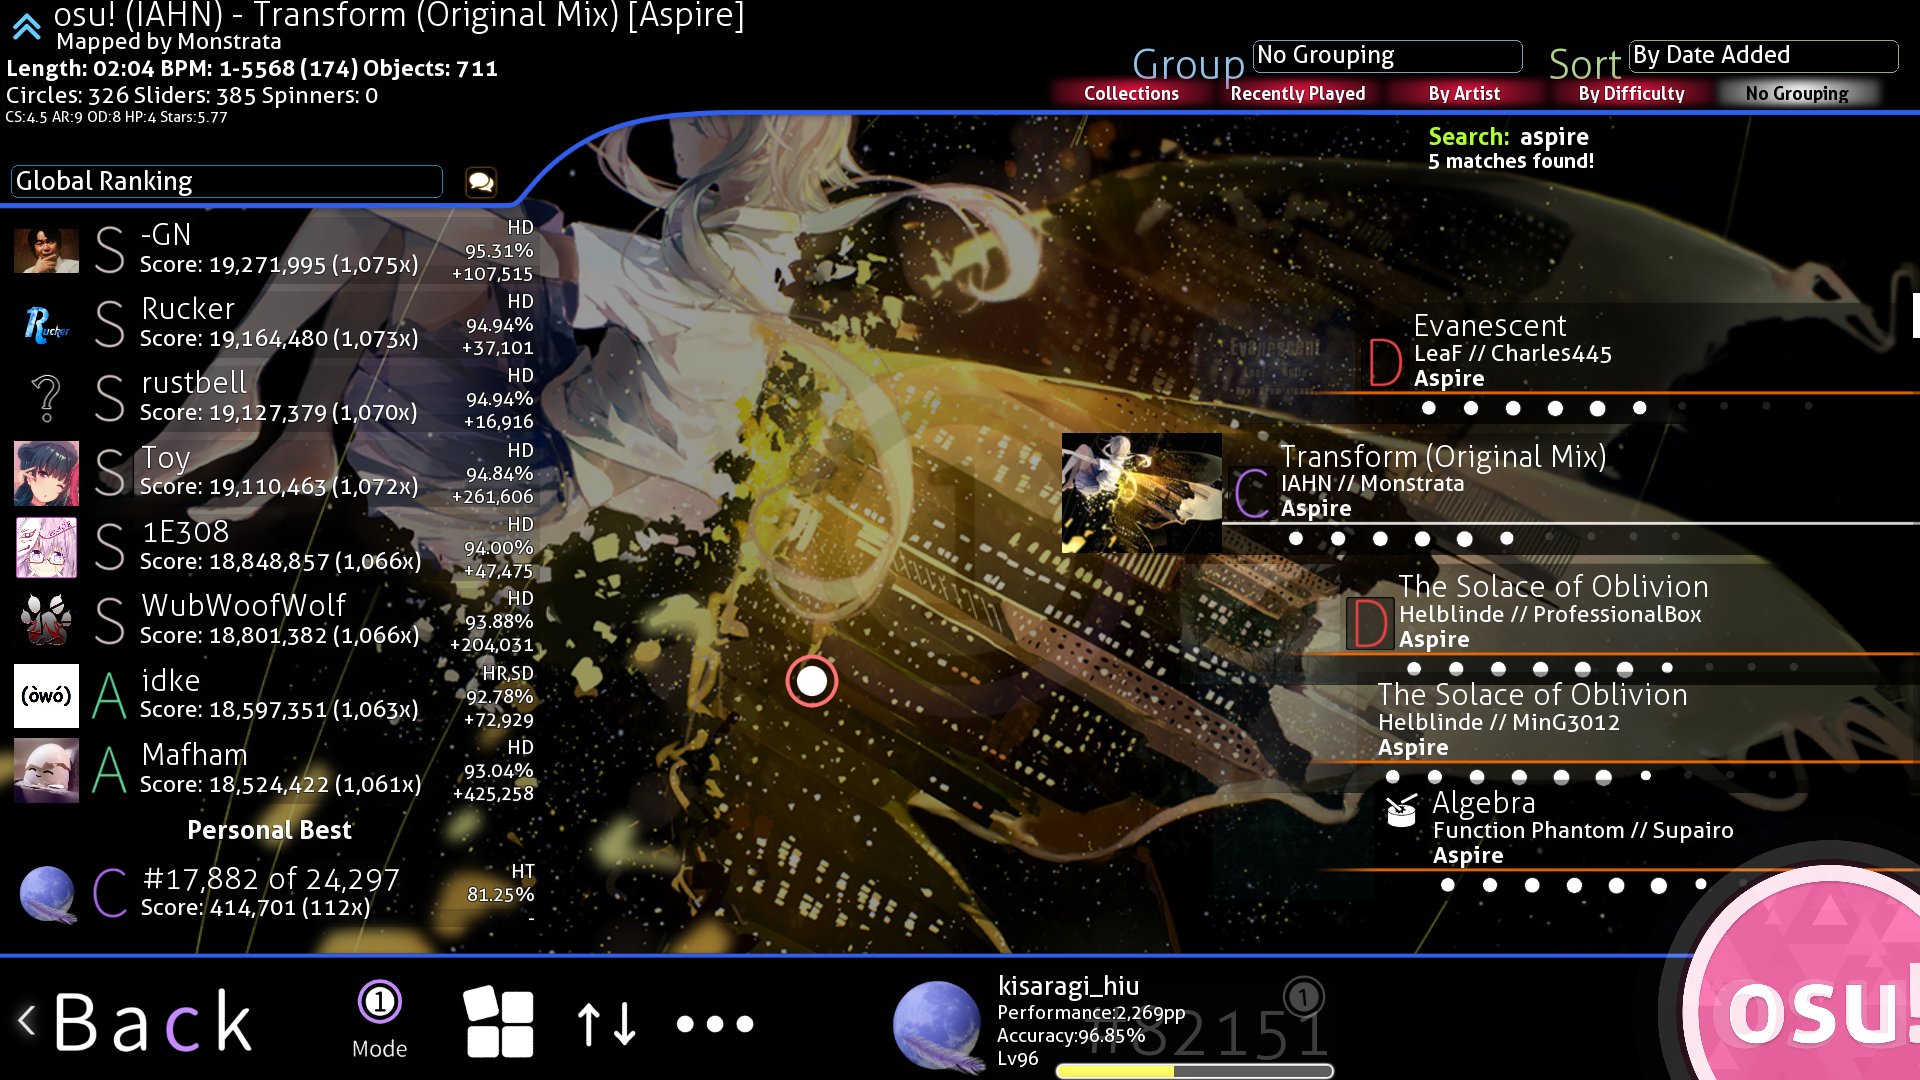 osu! (IAHN) - Transform (Original Mix) [Aspire]
Mapped by Monstrata
Length: 02:04 BPM: 1-5568 (174) Objects: 711
Circles: 326 Sliders: 385 Spinners: 0
CS:4.5 AR:9 OD:8 HP:4 Stars:5.77
Group No Grouping Sort By Date Added
Collections Recently Played By Artist By Difficulty No Grouping
Search: aspire
5 matches found!
Global Ranking
S -GN HD
95.31%
Score: 19,271,995 (1,075x) +107,515
Rucker
S Rucker HD
94.94%
Score: 19,164,480 (1,073x) +37,101
?
S rustbell HD
94.94%
Score: 19,127,379 (1,070x) +16,916
S Toy HD
94.84%
Score: 19,110,463 (1,072x) +261,606
S 1E308 HD
94.00%
Score: 18,848,857 (1,066x) +47,475
S WubWoofWolf HD
93.88%
Score: 18,801,382 (1,066x) +204,031
(òwó)
A idke HR,SD
92.78%
Score: 18,597,351 (1,063x) +72,929
A Mafham HD
93.04%
Score: 18,524,422 (1,061x) +425,258
Personal Best
C #17,882 of 24,297 HT
81.25%
Score: 414,701 (112x) -
Evanescent
D LeaF // Charles445
Aspire
Transform (Original Mix)
C IAHN // Monstrata
Aspire
The Solace of Oblivion
D Helblinde // ProfessionalBox
Aspire
The Solace of Oblivion
Helblinde // MinG3012
Aspire
Algebra
Function Phantom // Supairo
Aspire
Back
1
Mode
kisaragi_hiu
Performance:2,269pp
Accuracy:96.85%
Lv96
#82151
1
osu!